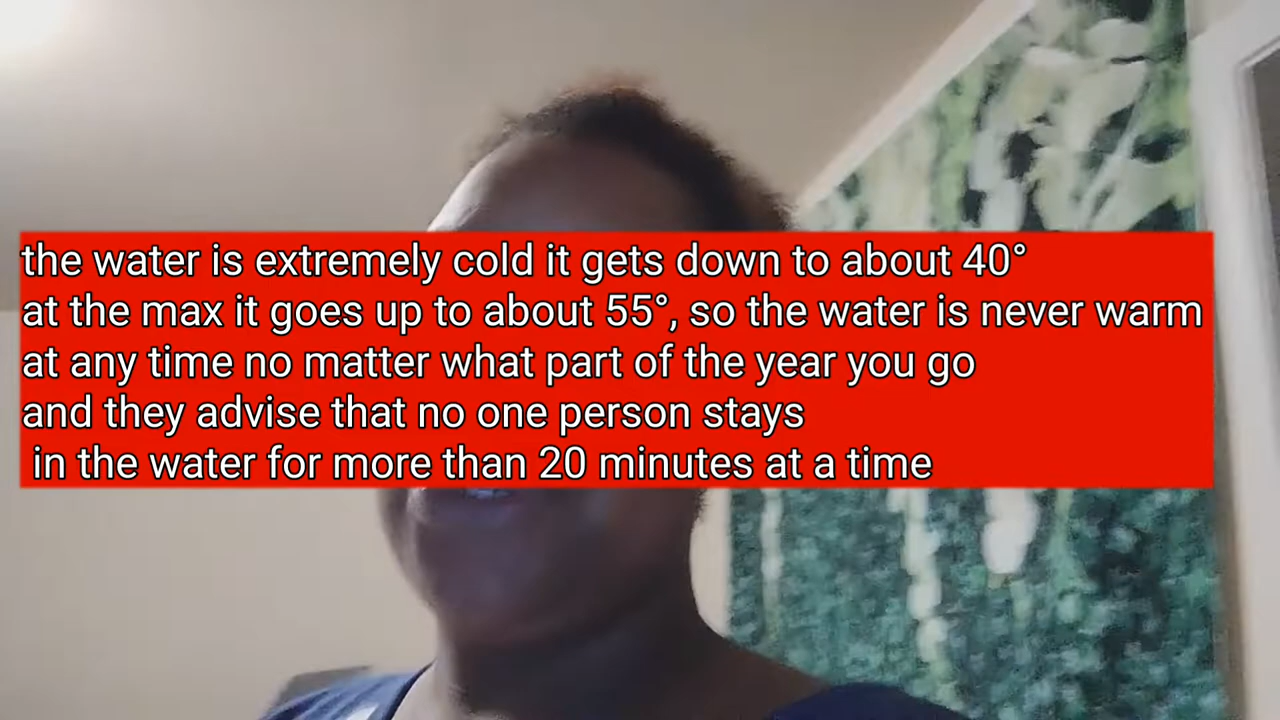 the water is extremely cold it gets down to about 40°
at the max it goes up to about 55°, so the water is never warm
at any time no matter what part of the year you go
and they advise that no one person stays
in the water for more than 20 minutes at a time